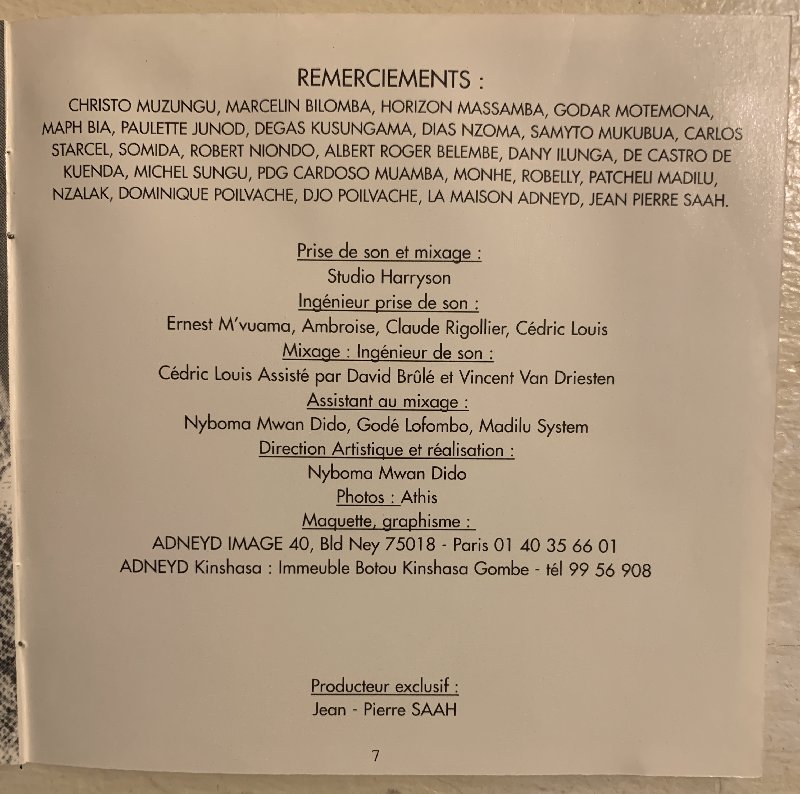 REMERCIEMENTS :
CHRISTO MUZUNGU, MARCELIN BILOMBA, HORIZON MASSAMBA, GODAR MOTEMONA,
MAPH BIA, PAULETTE JUNOD, DEGAS KUSUNGAMA, DIAS NZOMA, SAMYTO MUKUBUA, CARLOS
STARCEL, SOMIDA, ROBERT NIONDO, ALBERT ROGER BELEMBE, DANY ILUNGA, DE CASTRO DE
KUENDA, MICHEL SUNGU, PDG CARDOSO MUAMBA, MONHE, ROBELLY, PATCHELI MADILU,
NZALAK, DOMINIQUE POILVACHE, DJO POILVACHE, LA MAISON ADNEYD, JEAN PIERRE SAAH.
Prise de son et mixage :
Studio Harryson
Ingénieur prise de son :
Ernest M'vuama, Ambroise, Claude Rigollier, Cédric Louis
Mixage : Ingénieur de son :
Cédric Louis Assisté par David Brûlé et Vincent Van Driesten
Assistant au mixage :
Nyboma Mwan Dido, Godé Lofombo, Madilu System
Direction Artistique et réalisation :
Nyboma Mwan Dido
Photos : Athis
Maquette, graphisme :
ADNEYD IMAGE 40, Bld Ney 75018 - Paris 01 40 35 66 01
ADNEYD Kinshasa : Immeuble Botou Kinshasa Gombe - tél 99 56 908
Producteur exclusif :
Jean - Pierre SAAH
7